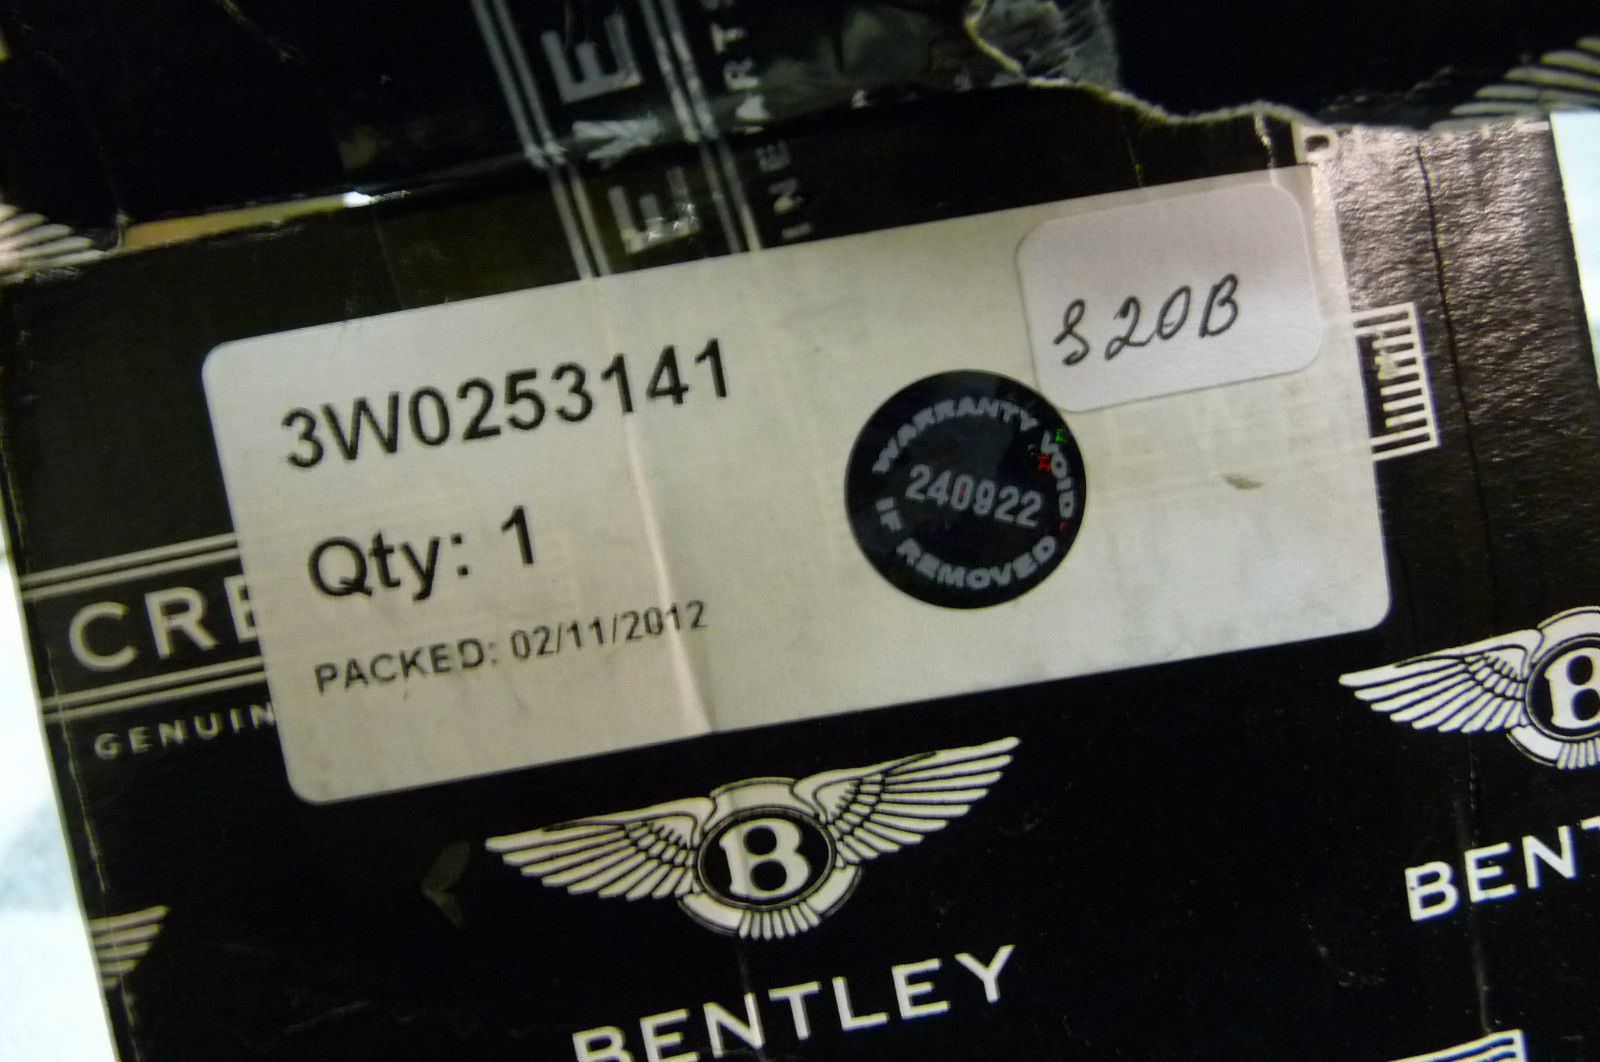 3W0253141
S20B
WARRANTY VOID
240922
IF REMOVED
Qty: 1
PACKED: 02/11/2012
CRE
GENUIN
B
BENTLEY
B
BENT